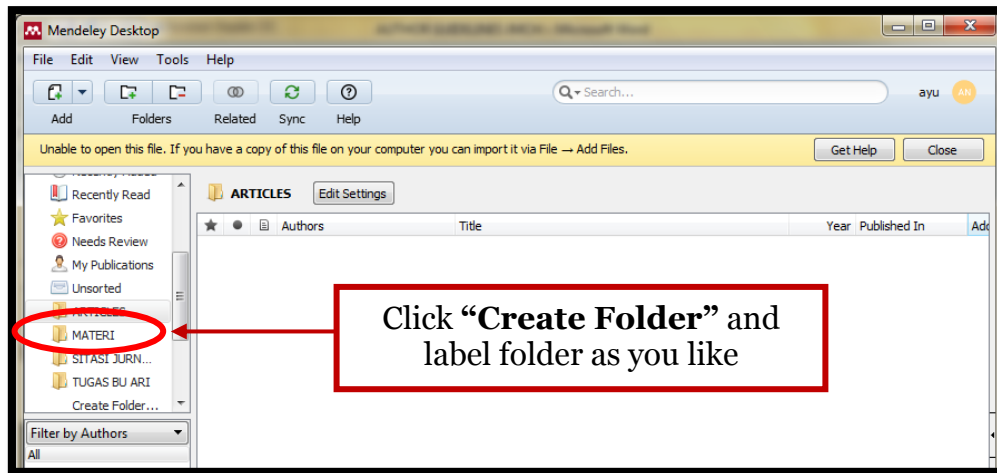 Mendeley Desktop
File Edit View Tools Help
Search...
ayu AN
Add Folders Related Sync Help
Unable to open this file. If you have a copy of this file on your computer you can import it via File → Add Files.
Get Help Close
Recently Added
Recently Read
ARTICLES Edit Settings
Favorites
Authors Title Year Published In Add
Needs Review
My Publications
Unsorted
ARTICLES
MATERI
SITASI JURN...
TUGAS BU ARI
Create Folder...
Click “Create Folder” and
label folder as you like
Filter by Authors
All